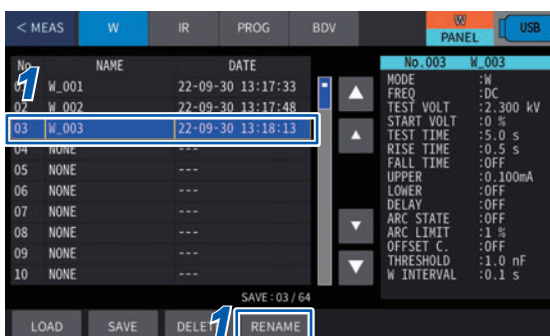 < MEAS W IR PROG BDV W PANEL USB
No. NAME DATE
01 W_001 22-09-30 13:17:33
02 W_002 22-09-30 13:17:48
03 W_003 22-09-30 13:18:13
04 NONE ---
05 NONE ---
06 NONE ---
07 NONE ---
08 NONE ---
09 NONE ---
10 NONE ---
SAVE:03 / 64
1
No.003 W_003
MODE :W
FREQ :DC
TEST VOLT :2.300 kV
START VOLT :0 %
TEST TIME :5.0 s
RISE TIME :0.5 s
FALL TIME :OFF
UPPER :0.100mA
LOWER :OFF
DELAY :OFF
ARC STATE :OFF
ARC LIMIT :1 %
OFFSET C. :OFF
THRESHOLD :1.0 nF
W INTERVAL :0.1 s
LOAD SAVE DELET 1 RENAME